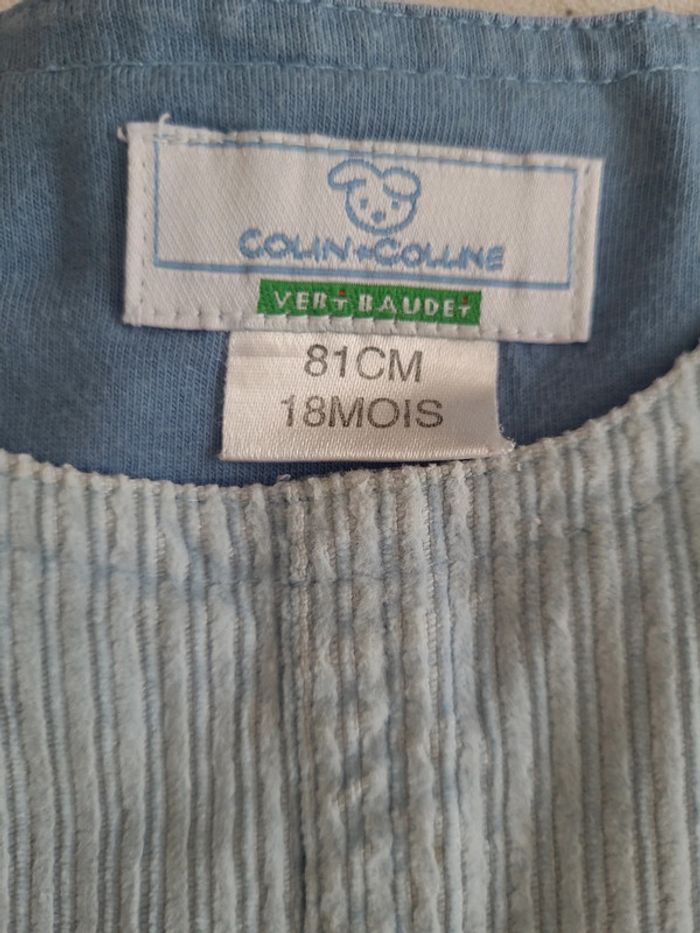 COLIN+COLLINE
VERTBAUDET
81CM
18MOIS